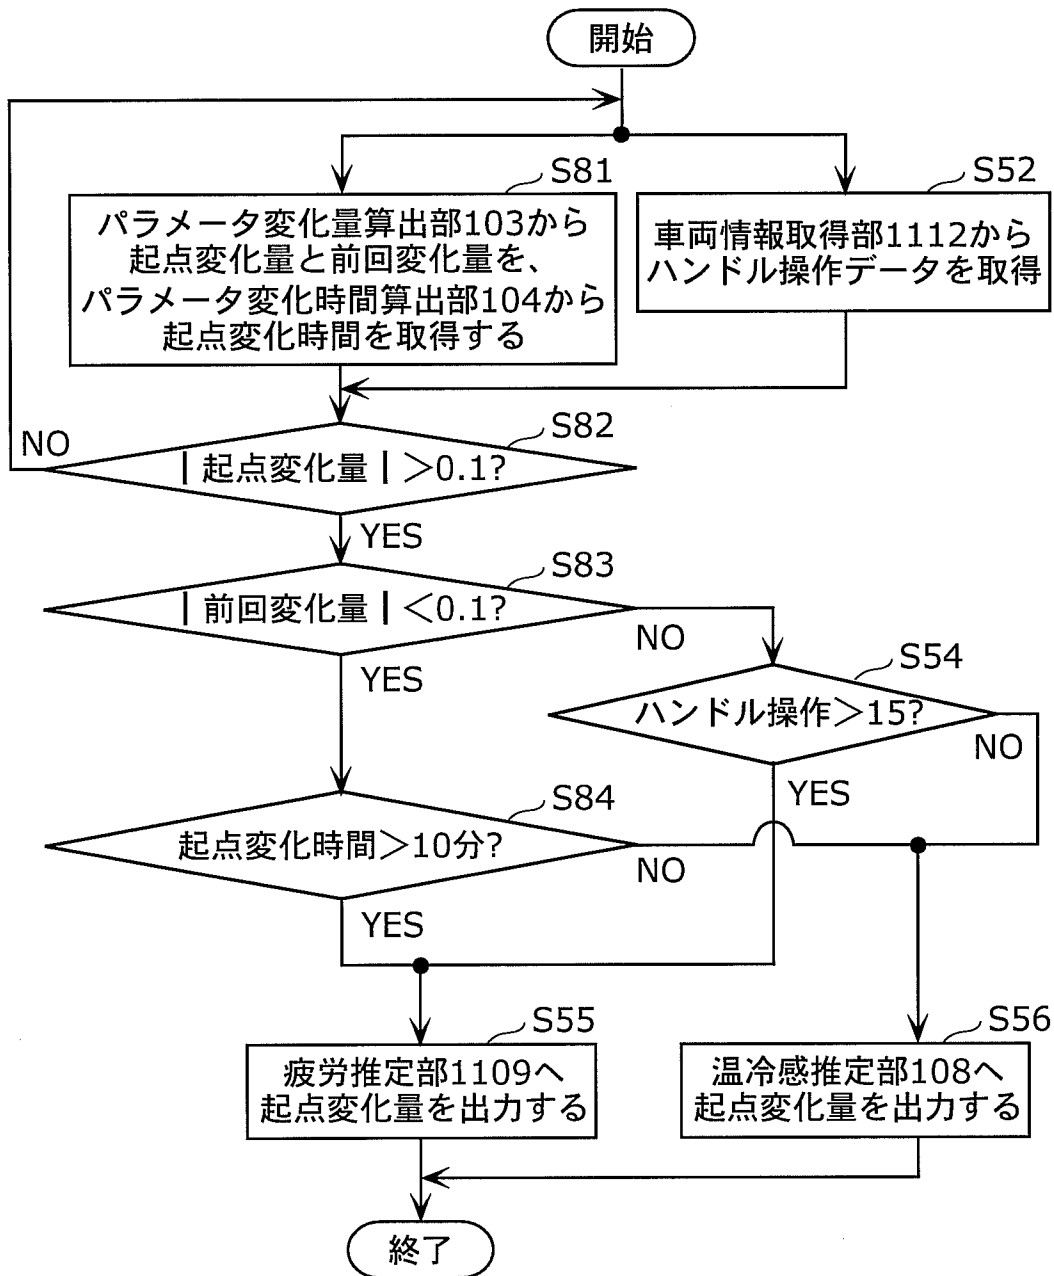 開始
S81
パラメータ変化量算出部103から
起点変化量と前回変化量を、
パラメータ変化時間算出部104から
起点変化時間を取得する
S52
車両情報取得部1112から
ハンドル操作データを取得
S82
|起点変化量|＞0.1?
NO
YES
S83
|前回変化量|＜0.1?
NO
YES
S54
ハンドル操作＞15?
NO
YES
S84
起点変化時間＞10分?
NO
YES
S55
疲労推定部1109へ
起点変化量を出力する
S56
温冷感推定部108へ
起点変化量を出力する
終了